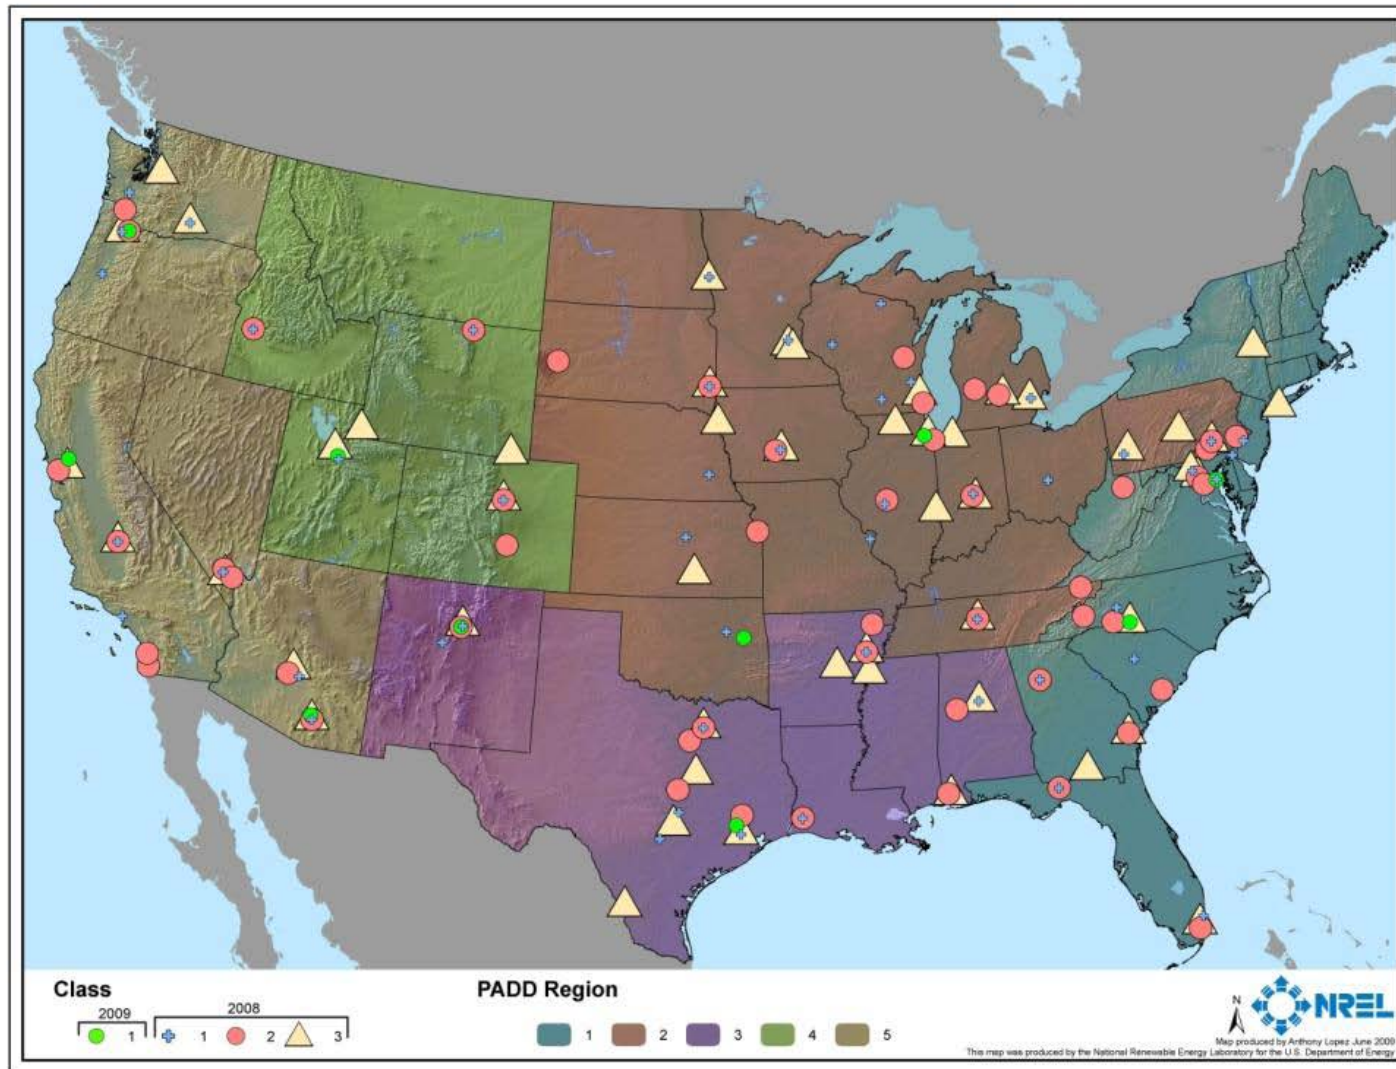 Class
PADD Region
2009
2008
1
1
2
3
1
2
3
4
5
N
NREL
Map produced by Anthony Lopez June 2009
This map was produced by the National Renewable Energy Laboratory for the U.S. Department of Energy